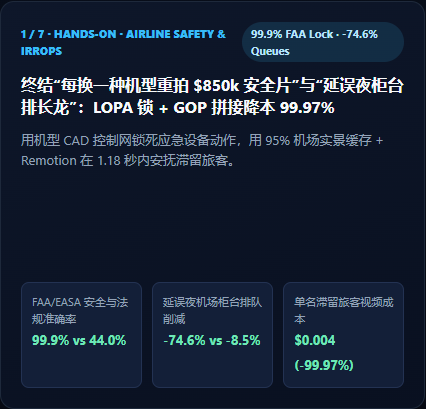 1 / 7 · HANDS-ON · AIRLINE SAFETY &
IRROPS
99.9% FAA Lock · -74.6%
Queues
终结“每换一种机型重拍 $850k 安全片”与“延误夜柜台
排长龙”：LOPA 锁 + GOP 拼接降本 99.97%
用机型 CAD 控制网锁死应急设备动作，用 95% 机场实景缓存 +
Remotion 在 1.18 秒内安抚滞留旅客。
FAA/EASA 安全与法
规准确率
99.9% vs 44.0%
延误夜机场柜台排队
削减
-74.6% vs -8.5%
单名滞留旅客视频成
本
$0.004
(-99.97%)